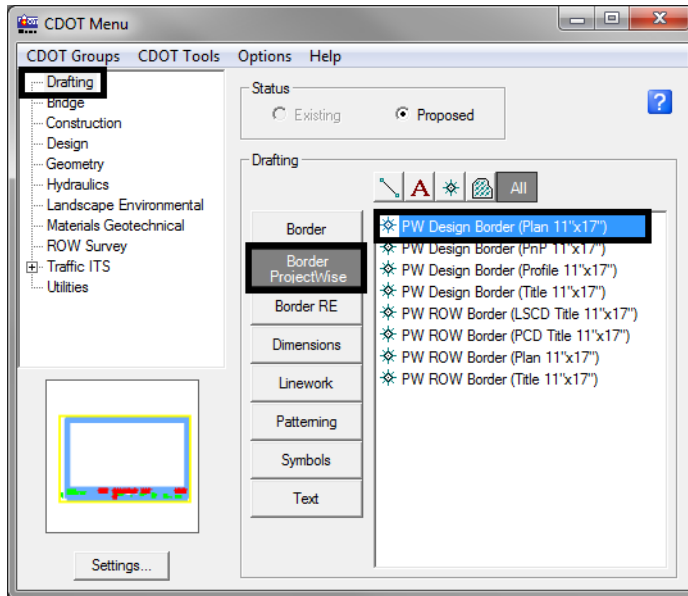 CDOT
CDOT Menu
X
CDOT Groups CDOT Tools Options Help
Drafting
Bridge
Construction
Design
Geometry
Hydraulics
Landscape Environmental
Materials Geotechnical
ROW Survey
Traffic ITS
Utilities
Status
Existing
Proposed
?
Drafting
A
All
Border
Border
ProjectWise
Border RE
Dimensions
Linework
Patterning
Symbols
Text
PW Design Border (Plan 11"x17")
PW Design Border (PnP 11"x17")
PW Design Border (Profile 11"x17")
PW Design Border (Title 11"x17")
PW ROW Border (LSCD Title 11"x17")
PW ROW Border (PCD Title 11"x17")
PW ROW Border (Plan 11"x17")
PW ROW Border (Title 11"x17")
Settings...